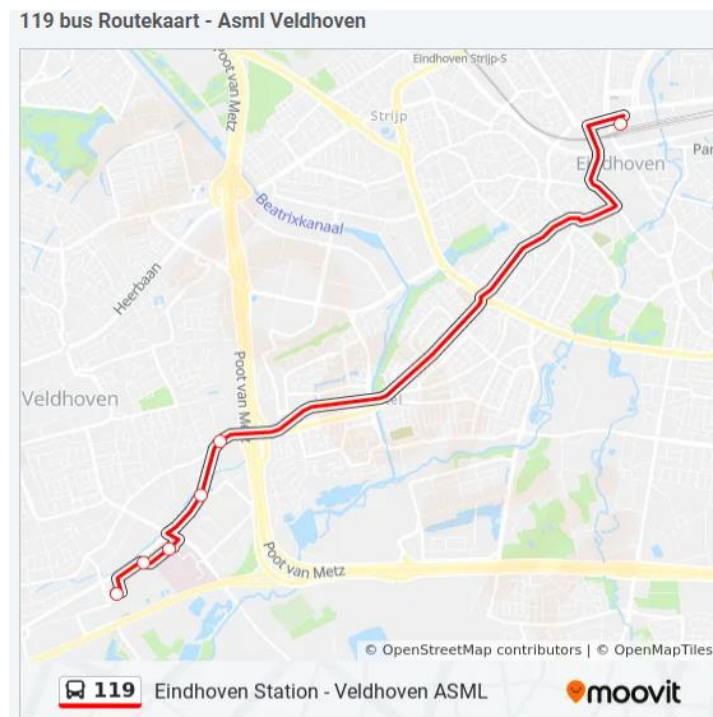 119 bus Routekaart - Asml Veldhoven
Eindhoven Strijp-S
Poot van Metz
Strijp
Eindhoven
Beatrixkanaal
Heerbaan
Veldhoven
Poot van Metz
Poot van Metz
© OpenStreetMap contributors | © OpenMapTiles
119 Eindhoven Station - Veldhoven ASML
moovit